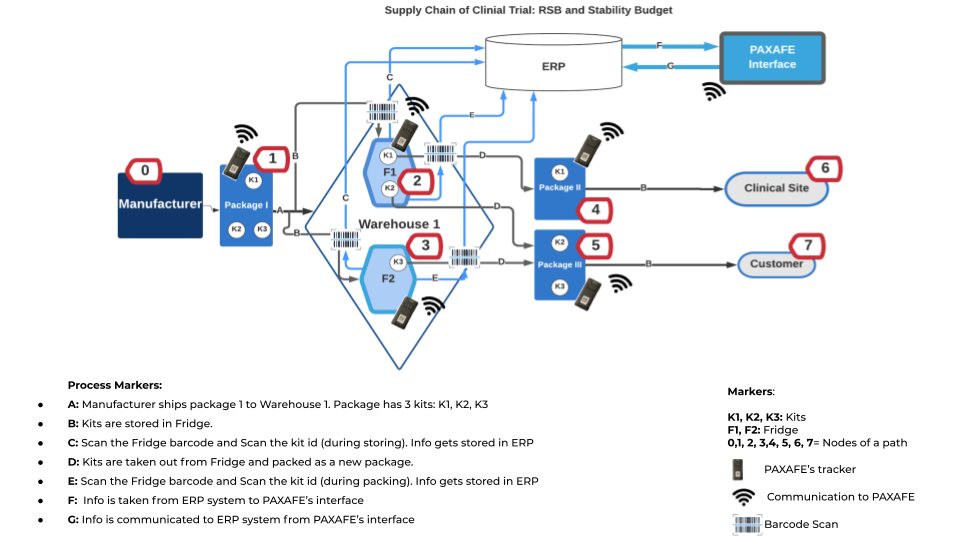 Supply Chain of Clinial Trial: RSB and Stability Budget
F
G
PAXAFE
Interface
ERP
C
E
B
0
1
K1
Manufacturer
Package I
K2
K3
A
B
C
K1
F1
K2
2
D
D
Warehouse 1
3
K3
F2
E
D
K1
Package II
4
B
6
Clinical Site
K2
5
Package III
K3
B
7
Customer
Process Markers:
● A: Manufacturer ships package 1 to Warehouse 1. Package has 3 kits: K1, K2, K3
● B: Kits are stored in Fridge.
● C: Scan the Fridge barcode and Scan the kit id (during storing). Info gets stored in ERP
● D: Kits are taken out from Fridge and packed as a new package.
● E: Scan the Fridge barcode and Scan the kit id (during packing). Info gets stored in ERP
● F: Info is taken from ERP system to PAXAFE's interface
● G: Info is communicated to ERP system from PAXAFE's interface
Markers:
K1, K2, K3: Kits
F1, F2: Fridge
0,1, 2, 3,4, 5, 6, 7= Nodes of a path
PAXAFE's tracker
Communication to PAXAFE
Barcode Scan